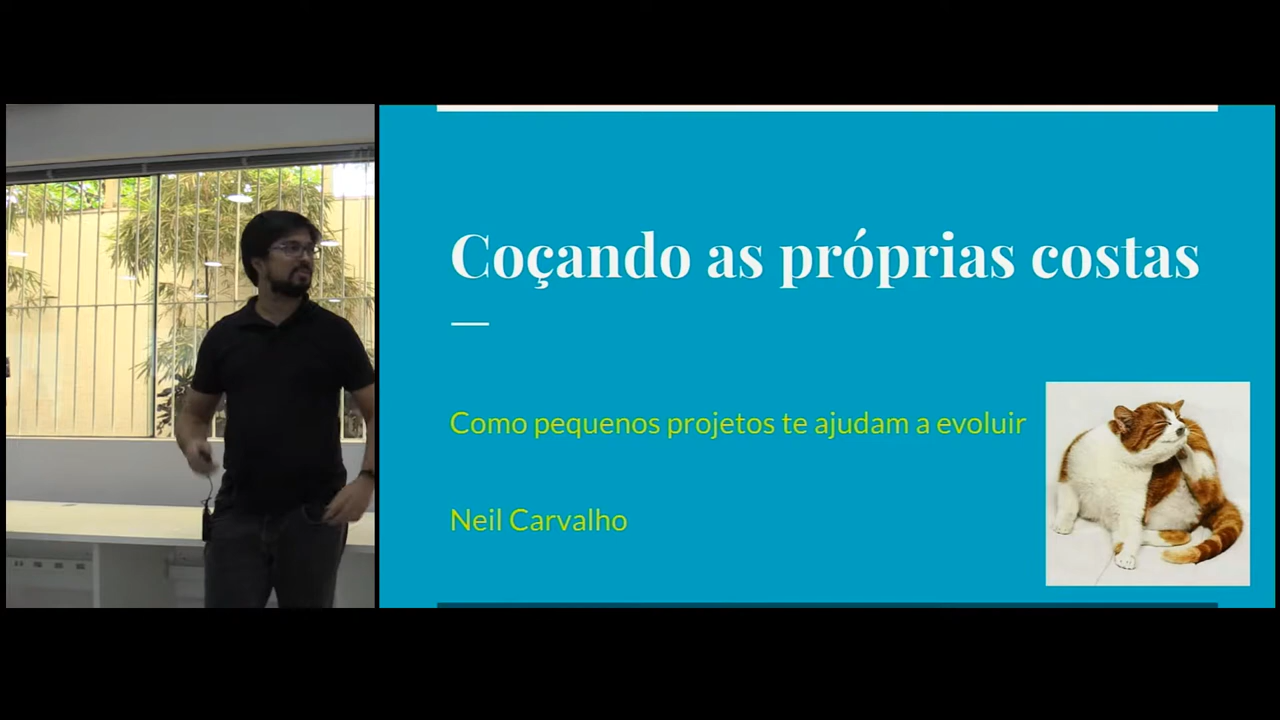 Coçando as próprias costas
Como pequenos projetos te ajudam a evoluir
Neil Carvalho